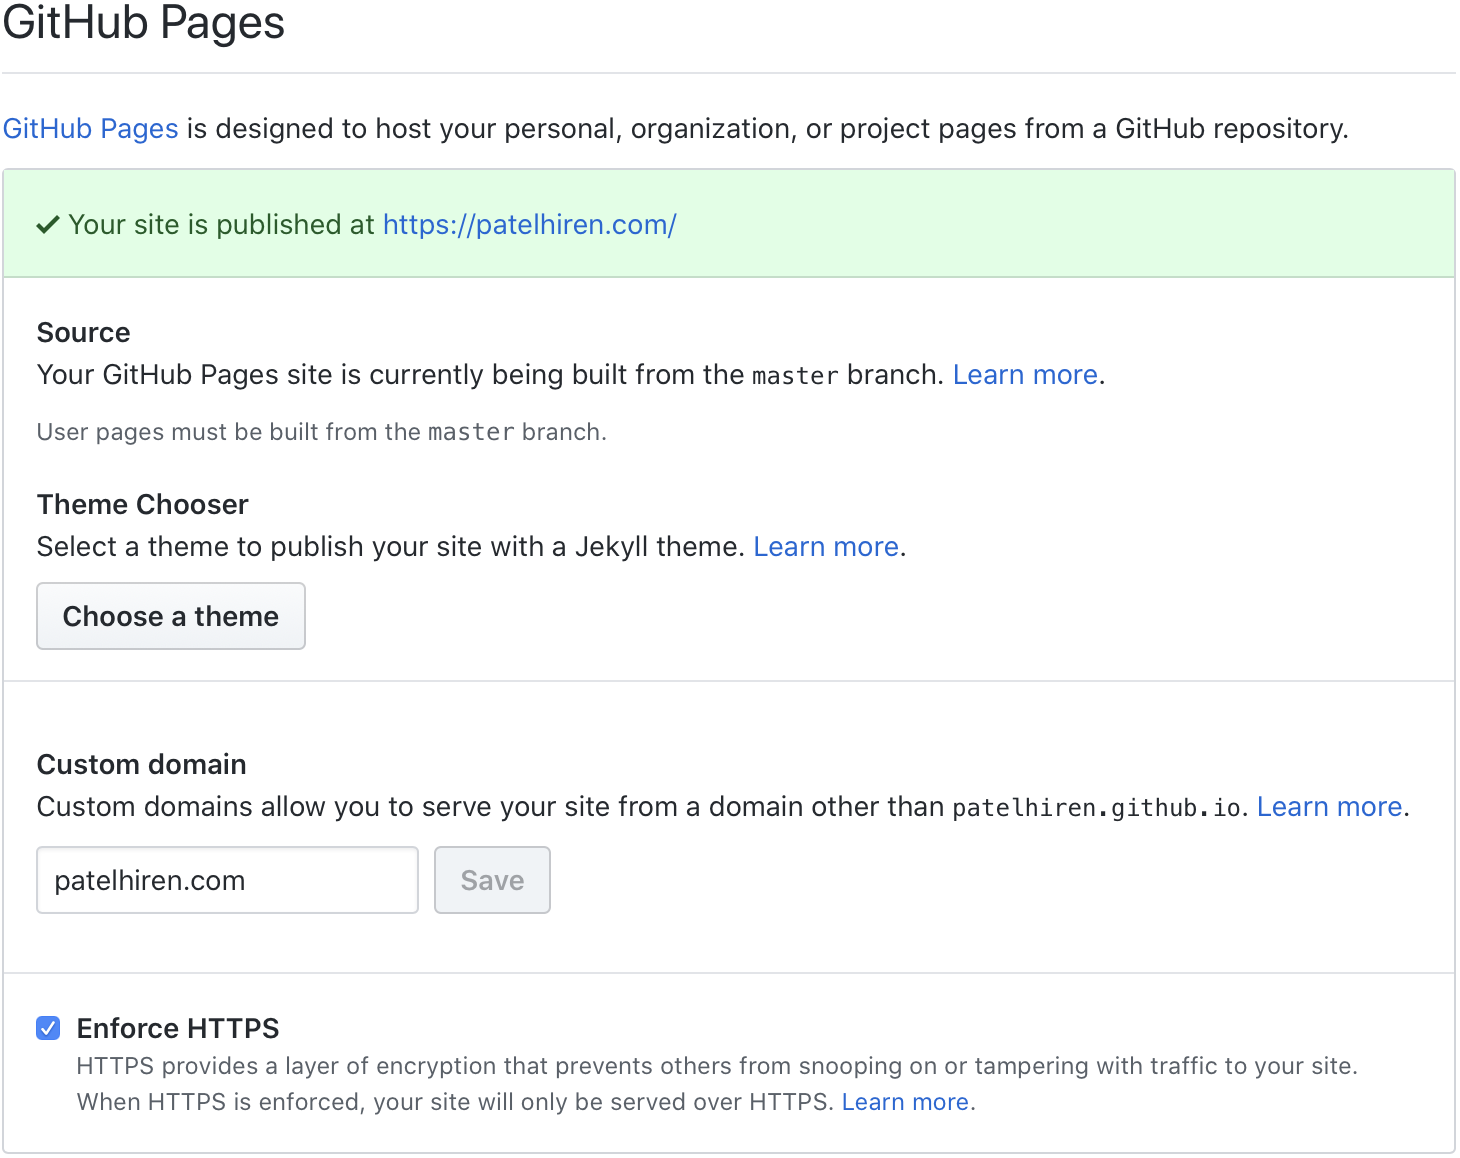 GitHub Pages
GitHub Pages is designed to host your personal, organization, or project pages from a GitHub repository.
Your site is published at https://patelhiren.com/
Source
Your GitHub Pages site is currently being built from the master branch. Learn more.
User pages must be built from the master branch.
Theme Chooser
Select a theme to publish your site with a Jekyll theme. Learn more.
Choose a theme
Custom domain
Custom domains allow you to serve your site from a domain other than patelhiren.github.io. Learn more.
patelhiren.com Save
Enforce HTTPS
HTTPS provides a layer of encryption that prevents others from snooping on or tampering with traffic to your site.
When HTTPS is enforced, your site will only be served over HTTPS. Learn more.